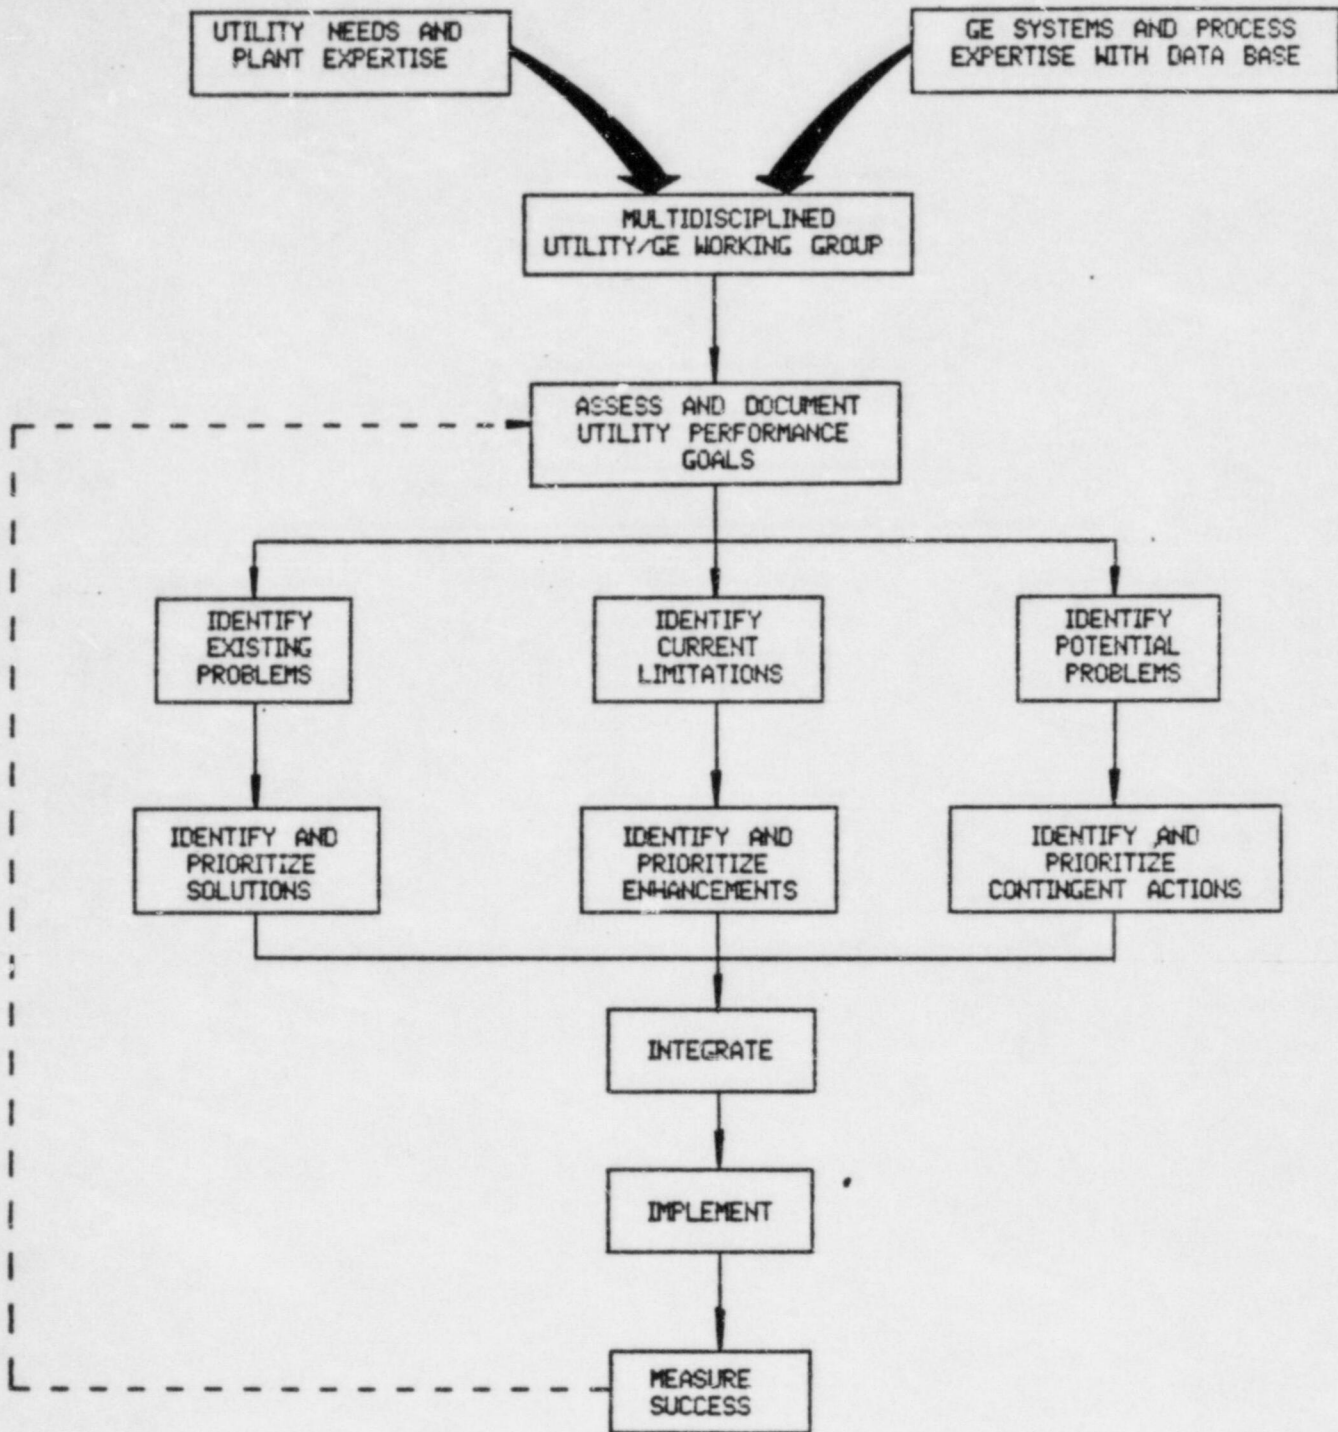 UTILITY NEEDS AND
PLANT EXPERTISE
GE SYSTEMS AND PROCESS
EXPERTISE WITH DATA BASE
MULTIDISCIPLINED
UTILITY/GE WORKING GROUP
ASSESS AND DOCUMENT
UTILITY PERFORMANCE
GOALS
IDENTIFY
EXISTING
PROBLEMS
IDENTIFY
CURRENT
LIMITATIONS
IDENTIFY
POTENTIAL
PROBLEMS
IDENTIFY AND
PRIORITIZE
SOLUTIONS
IDENTIFY AND
PRIORITIZE
ENHANCEMENTS
IDENTIFY AND
PRIORITIZE
CONTINGENT ACTIONS
INTEGRATE
IMPLEMENT
MEASURE
SUCCESS